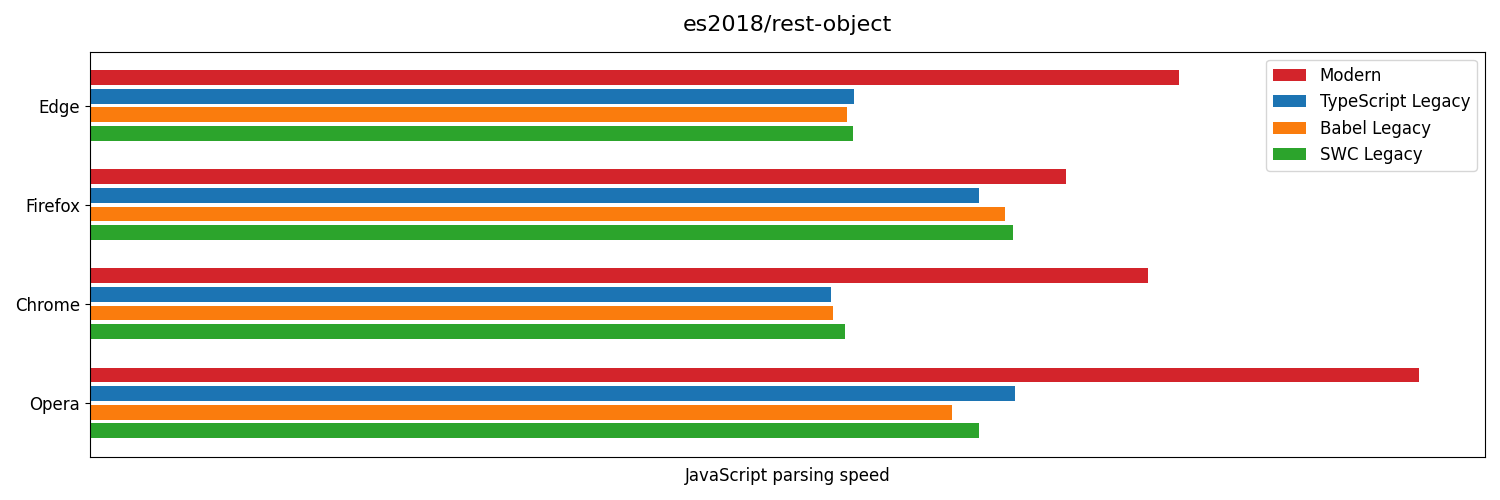 es2018/rest-object
Modern
TypeScript Legacy
Babel Legacy
SWC Legacy
Edge
Firefox
Chrome
Opera
JavaScript parsing speed